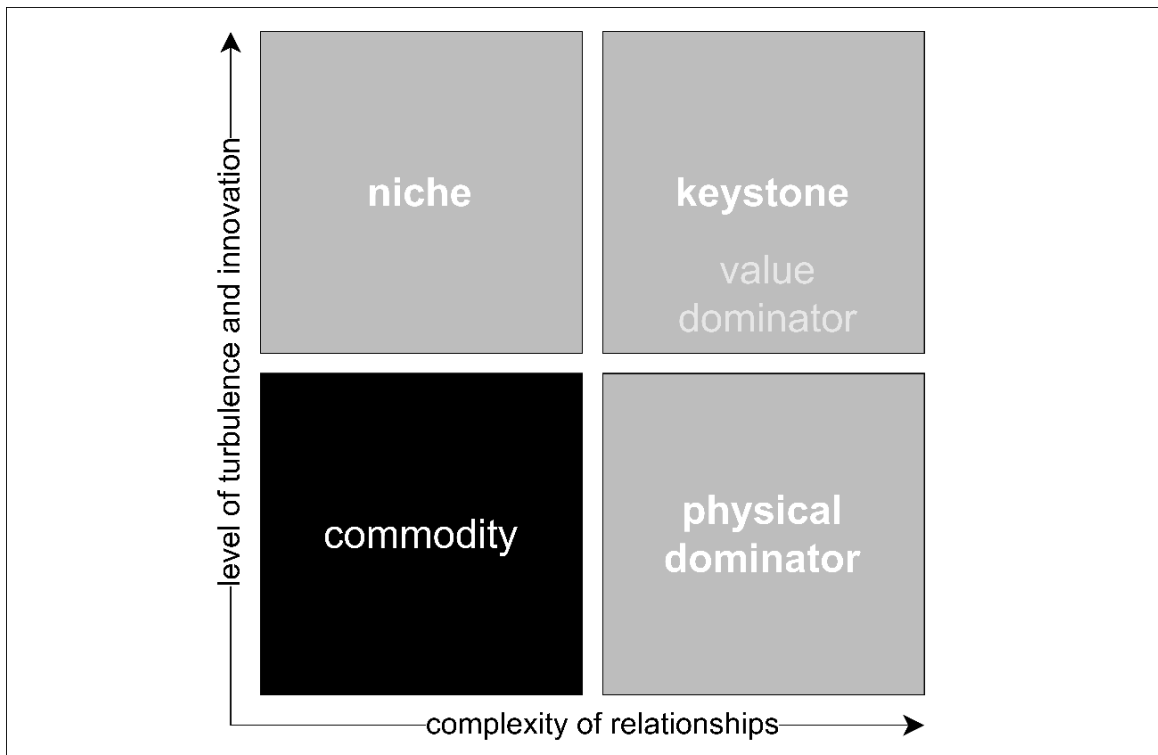 level of turbulence and innovation
niche
keystone
value
dominator
commodity
physical
dominator
complexity of relationships